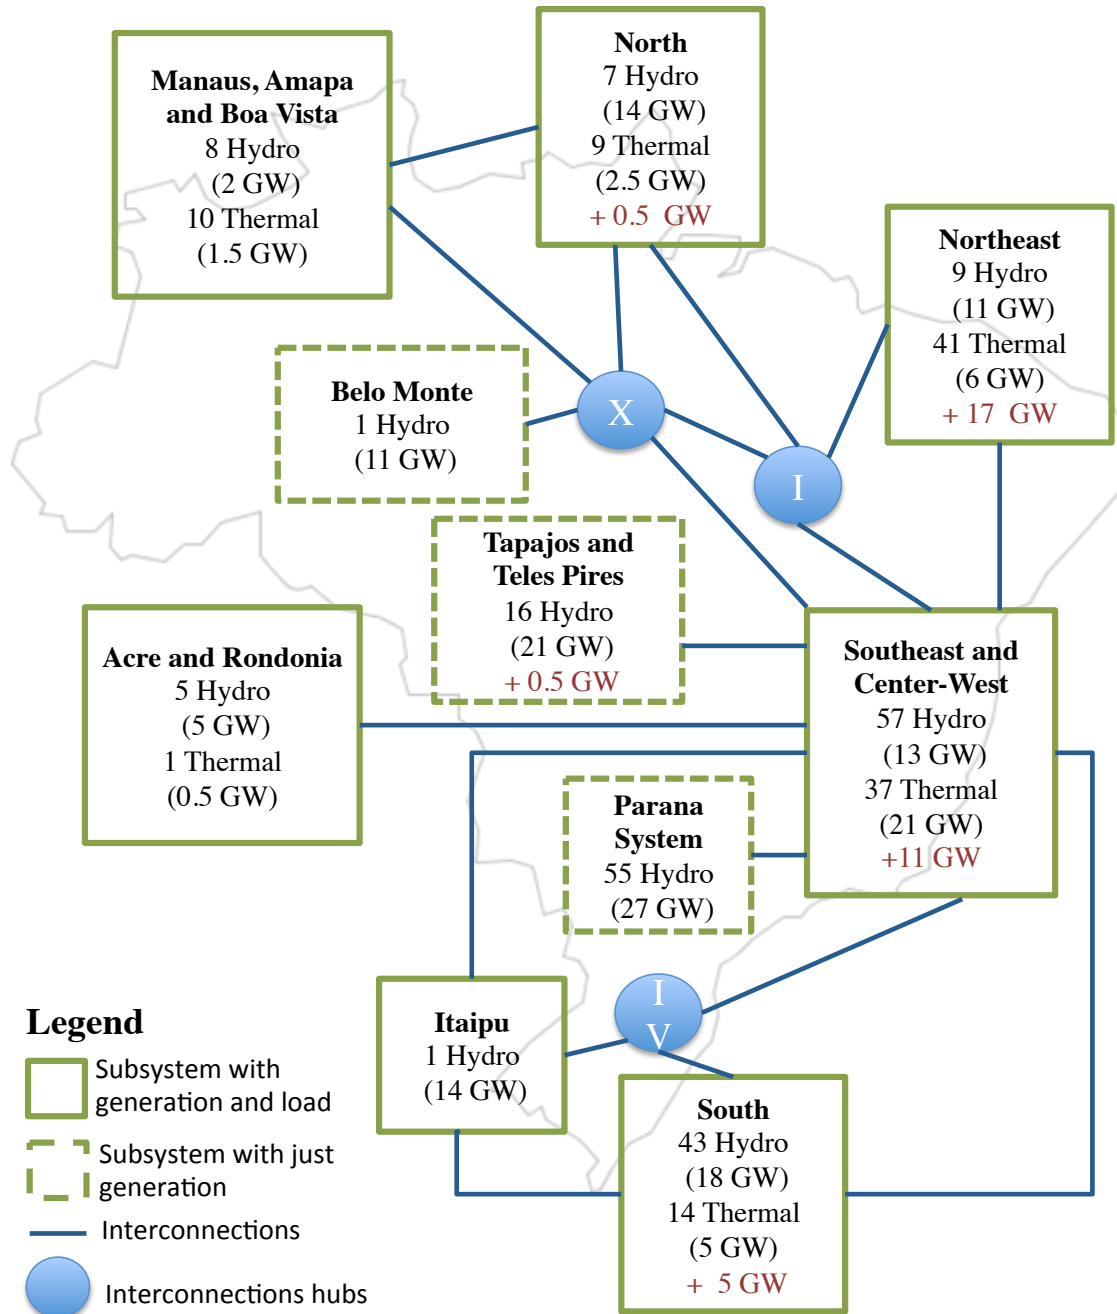 North
7 Hydro
(14 GW)
9 Thermal
(2.5 GW)
+ 0.5 GW
Manaus, Amapa
and Boa Vista
8 Hydro
(2 GW)
10 Thermal
(1.5 GW)
Northeast
9 Hydro
(11 GW)
41 Thermal
(6 GW)
+ 17 GW
Belo Monte
1 Hydro
(11 GW)
X
I
Tapajos and
Teles Pires
16 Hydro
(21 GW)
+ 0.5 GW
Acre and Rondonia
5 Hydro
(5 GW)
1 Thermal
(0.5 GW)
Southeast and
Center-West
57 Hydro
(13 GW)
37 Thermal
(21 GW)
+11 GW
Parana
System
55 Hydro
(27 GW)
Itaipu
1 Hydro
(14 GW)
I
V
South
43 Hydro
(18 GW)
14 Thermal
(5 GW)
+ 5 GW
Legend
Subsystem with
generation and load
Subsystem with just
generation
Interconnections
Interconnections hubs